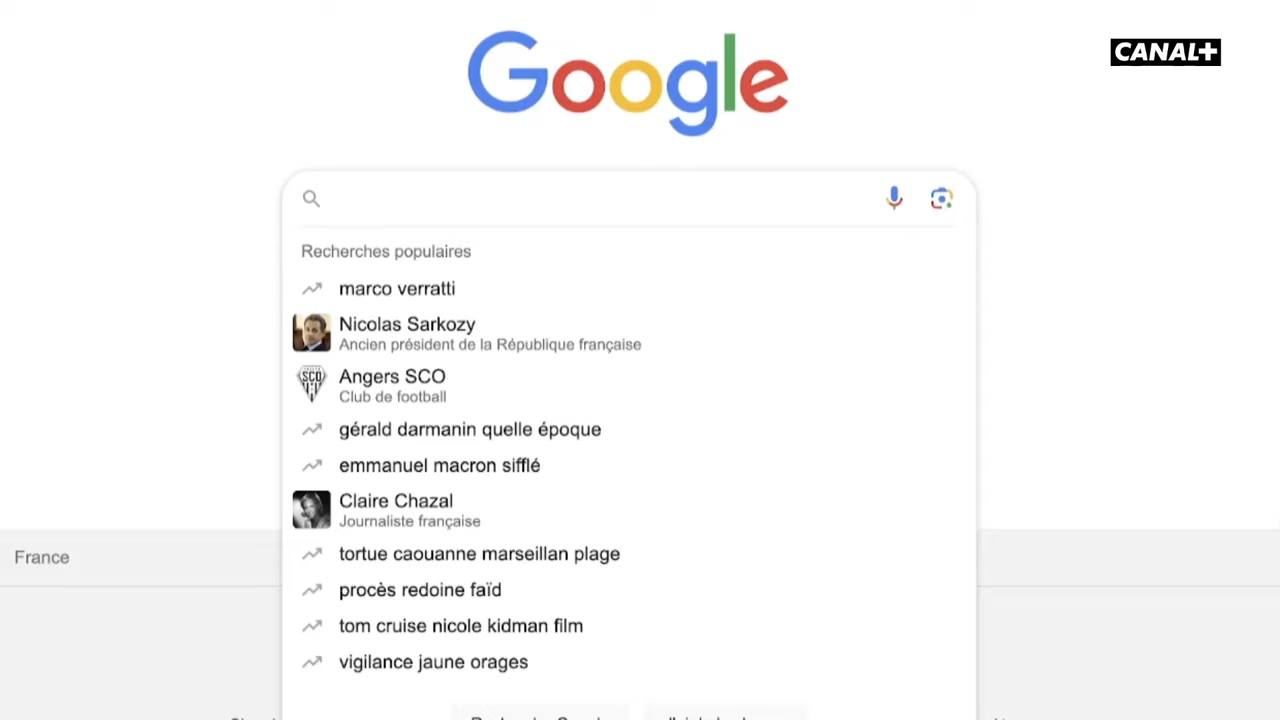 Google
CANAL+
Recherches populaires
marco verratti
Nicolas Sarkozy
Ancien président de la République française
SCO
Angers SCO
Club de football
gérald darmanin quelle époque
emmanuel macron sifflé
Claire Chazal
Journaliste française
tortue caouanne marseillan plage
France
procès redoine faïd
tom cruise nicole kidman film
vigilance jaune orages